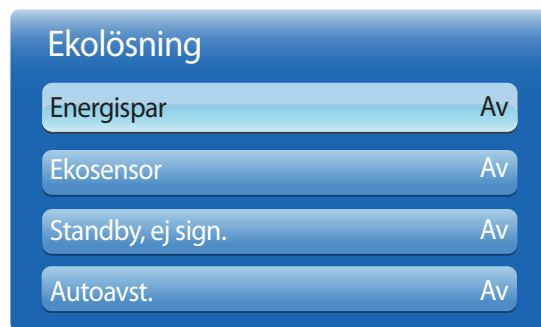 Ekolösning
Energispar Av
Ekosensor Av
Standby, ej sign. Av
Autoavst. Av